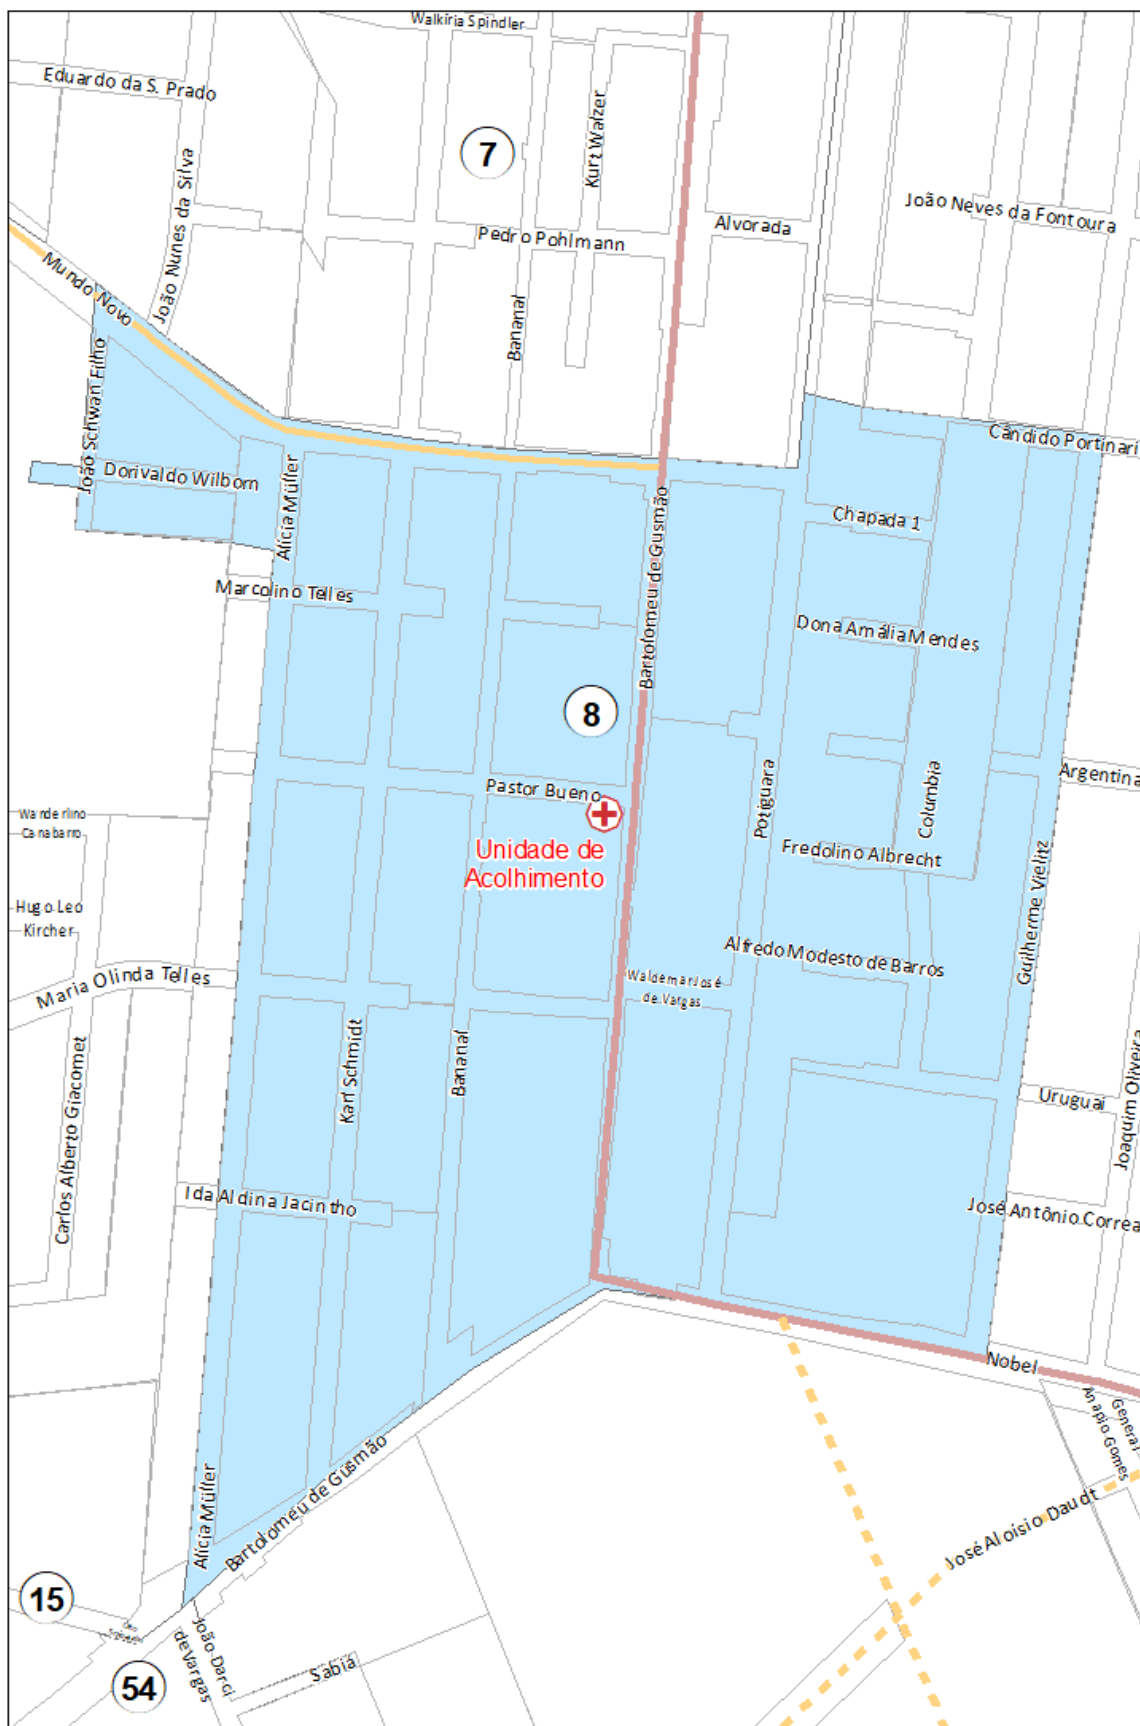 Walkíria Spindler
Eduardo da S. Prado
Kurt Walzer
7
João Nunes da Silva
João Neves da Fontoura
Alvorada
Pedro Pohlmann
Mundo Novo
Bananal
João Schwan Filho
Cândido Portinari
Dorivaldo Wilborn
Alícia Müller
Bartolomeu de Gusmão
Chapada 1
Marcolino Telles
Dona Amália Mendes
8
Argentina
Pastor Bueno
Potiguara
Columbia
Wanderlino
Canabarro
Unidade de
Acolhimento
Fredolino Albrecht
Guilherme Vielitz
Hugo Leo
Kircher
Alfredo Modesto de Barros
Maria Olinda Telles
Waldemar José
de Vargas
Karl Schmidt
Bananal
Carlos Alberto Giacomet
Uruguai
Joaquim Oliveira
Ida Aldina Jacintho
José Antônio Correa
Nobel
General
Anapio Gomes
Bartolomeu de Gusmão
Alícia Müller
José Aloísio Daudt
15
João Darci
de Vargas
Sabiá
54